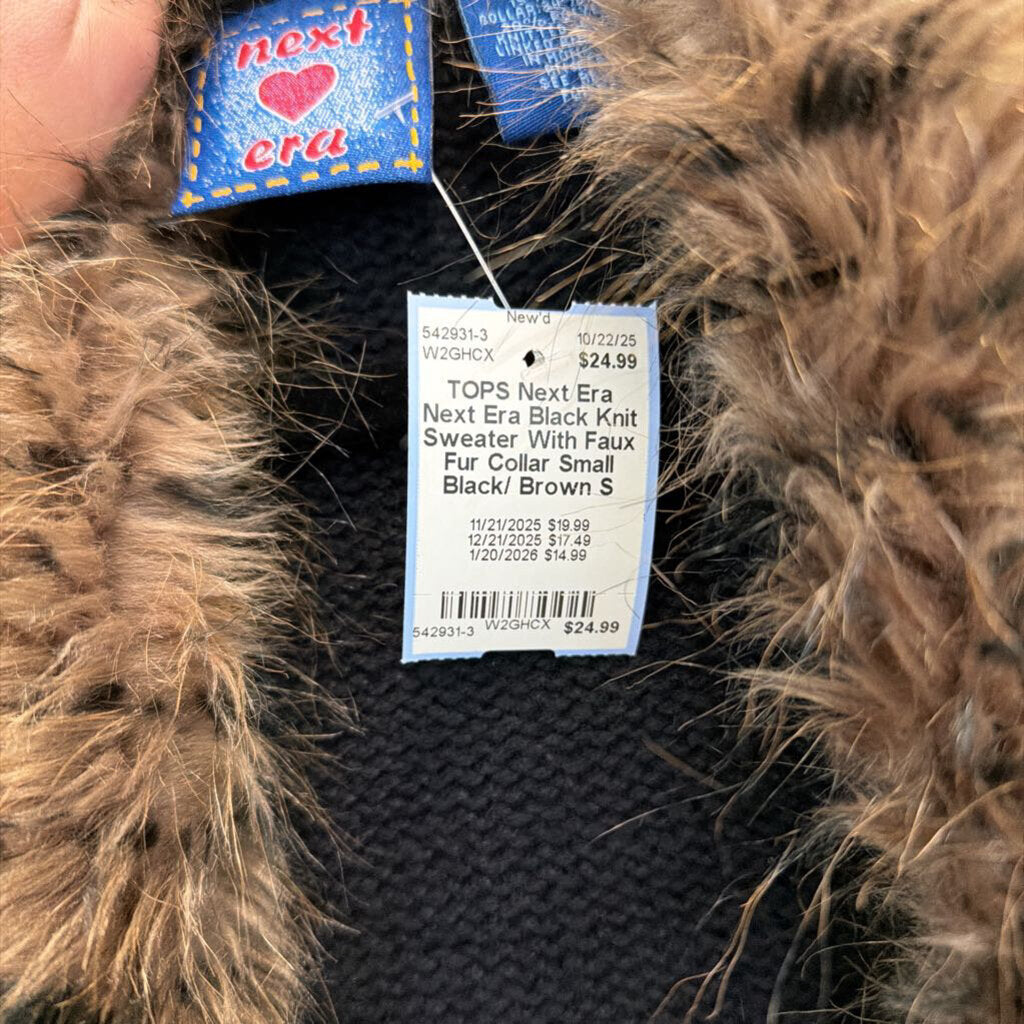 next
era
New'd
542931-3 10/22/25
W2GHCX $24.99
TOPS Next Era
Next Era Black Knit
Sweater With Faux
Fur Collar Small
Black/ Brown S
11/21/2025 $19.99
12/21/2025 $17.49
1/20/2026 $14.99
542931-3 W2GHCX $24.99